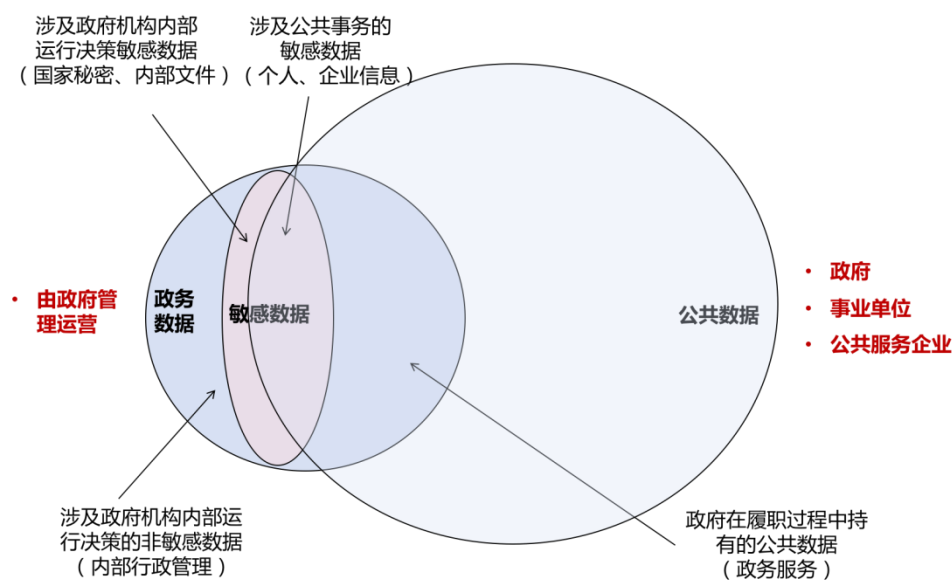 涉及政府机构内部
运行决策敏感数据
（国家秘密、内部文件）
涉及公共事务的
敏感数据
（个人、企业信息）
• 由政府管
理运营
政务
数据
敏感数据
公共数据
• 政府
• 事业单位
• 公共服务企业
涉及政府机构内部运
行决策的非敏感数据
（内部行政管理）
政府在履职过程中持
有的公共数据
（政务服务）